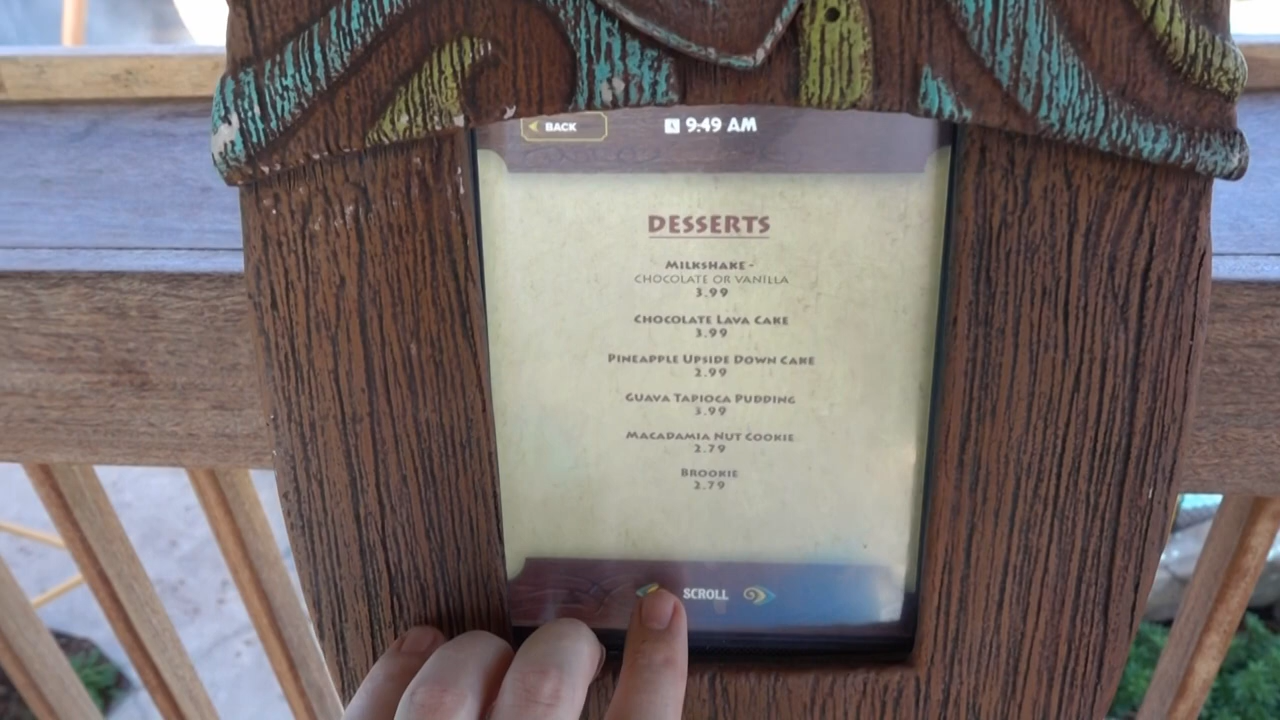 BACK
9:49 AM
DESSERTS
MILKSHAKE -
CHOCOLATE OR VANILLA
3.99
CHOCOLATE LAVA CAKE
3.99
PINEAPPLE UPSIDE DOWN CAKE
2.99
GUAVA TAPIOCA PUDDING
3.99
MACADAMIA NUT COOKIE
2.79
BROOKIE
2.79
SCROLL